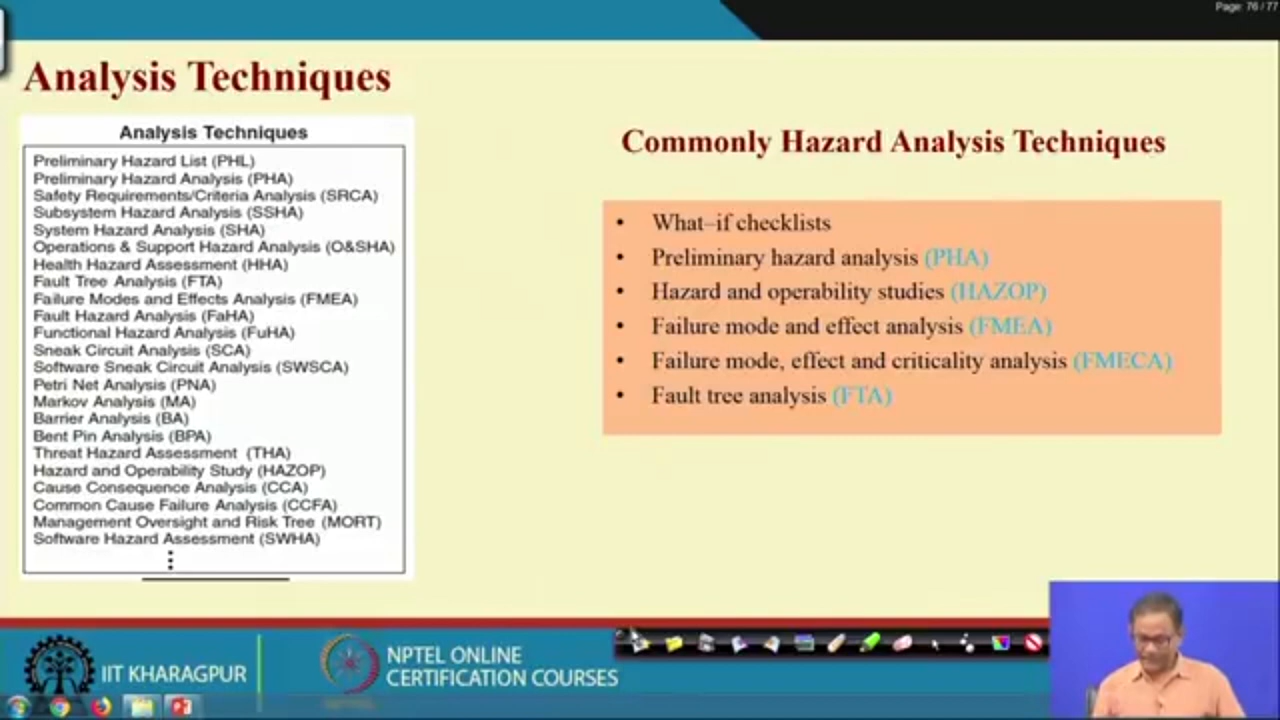 Page: 76 / 77
Analysis Techniques
Analysis Techniques
Preliminary Hazard List (PHL)
Preliminary Hazard Analysis (PHA)
Safety Requirements/Criteria Analysis (SRCA)
Subsystem Hazard Analysis (SSHA)
System Hazard Analysis (SHA)
Operations & Support Hazard Analysis (O&SHA)
Health Hazard Assessment (HHA)
Fault Tree Analysis (FTA)
Failure Modes and Effects Analysis (FMEA)
Fault Hazard Analysis (FaHA)
Functional Hazard Analysis (FuHA)
Sneak Circuit Analysis (SCA)
Software Sneak Circuit Analysis (SWSCA)
Petri Net Analysis (PNA)
Markov Analysis (MA)
Barrier Analysis (BA)
Bent Pin Analysis (BPA)
Threat Hazard Assessment (THA)
Hazard and Operability Study (HAZOP)
Cause Consequence Analysis (CCA)
Common Cause Failure Analysis (CCFA)
Management Oversight and Risk Tree (MORT)
Software Hazard Assessment (SWHA)
Commonly Hazard Analysis Techniques
• What–if checklists
• Preliminary hazard analysis (PHA)
• Hazard and operability studies (HAZOP)
• Failure mode and effect analysis (FMEA)
• Failure mode, effect and criticality analysis (FMECA)
• Fault tree analysis (FTA)
IIT KHARAGPUR
NPTEL ONLINE
CERTIFICATION COURSES